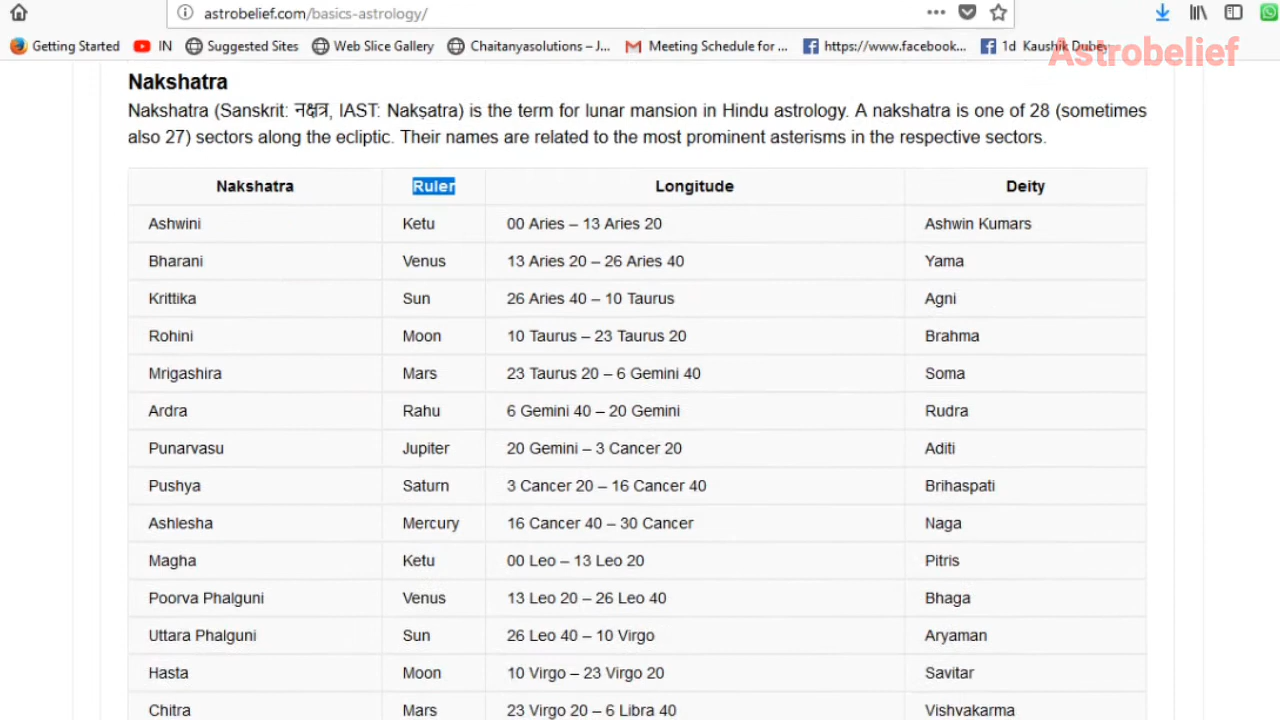 astrobelief.com/basics-astrology/
Getting Started IN Suggested Sites Web Slice Gallery Chaitanyasolutions – J... Meeting Schedule for ... https://www.facebook... 1d Kaushik Dubey
Astrobelief
Nakshatra
Nakshatra (Sanskrit: नक्षत्र, IAST: Nakṣatra) is the term for lunar mansion in Hindu astrology. A nakshatra is one of 28 (sometimes
also 27) sectors along the ecliptic. Their names are related to the most prominent asterisms in the respective sectors.
Nakshatra Ruler Longitude Deity
Ashwini Ketu 00 Aries – 13 Aries 20 Ashwin Kumars
Bharani Venus 13 Aries 20 – 26 Aries 40 Yama
Krittika Sun 26 Aries 40 – 10 Taurus Agni
Rohini Moon 10 Taurus – 23 Taurus 20 Brahma
Mrigashira Mars 23 Taurus 20 – 6 Gemini 40 Soma
Ardra Rahu 6 Gemini 40 – 20 Gemini Rudra
Punarvasu Jupiter 20 Gemini – 3 Cancer 20 Aditi
Pushya Saturn 3 Cancer 20 – 16 Cancer 40 Brihaspati
Ashlesha Mercury 16 Cancer 40 – 30 Cancer Naga
Magha Ketu 00 Leo – 13 Leo 20 Pitris
Poorva Phalguni Venus 13 Leo 20 – 26 Leo 40 Bhaga
Uttara Phalguni Sun 26 Leo 40 – 10 Virgo Aryaman
Hasta Moon 10 Virgo – 23 Virgo 20 Savitar
Chitra Mars 23 Virgo 20 – 6 Libra 40 Vishvakarma